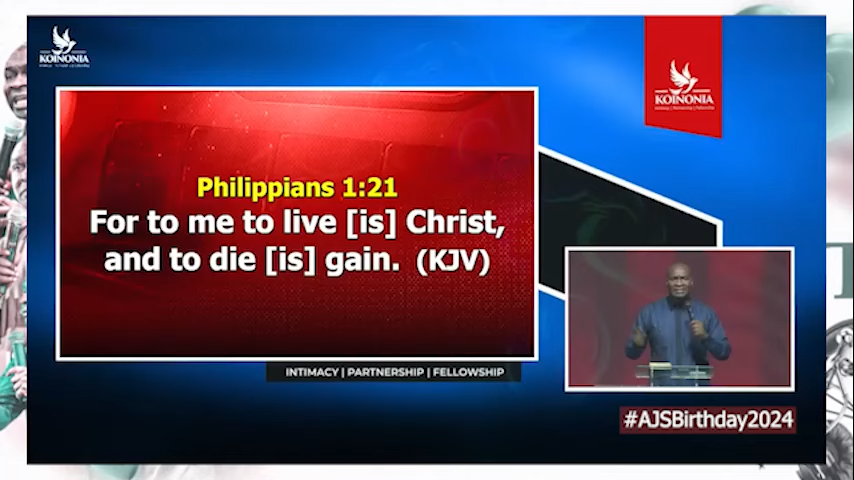 KOINONIA
KOINONIA
Philippians 1:21
For to me to live [is] Christ,
and to die [is] gain. (KJV)
INTIMACY | PARTNERSHIP | FELLOWSHIP
#AJSBirthday2024